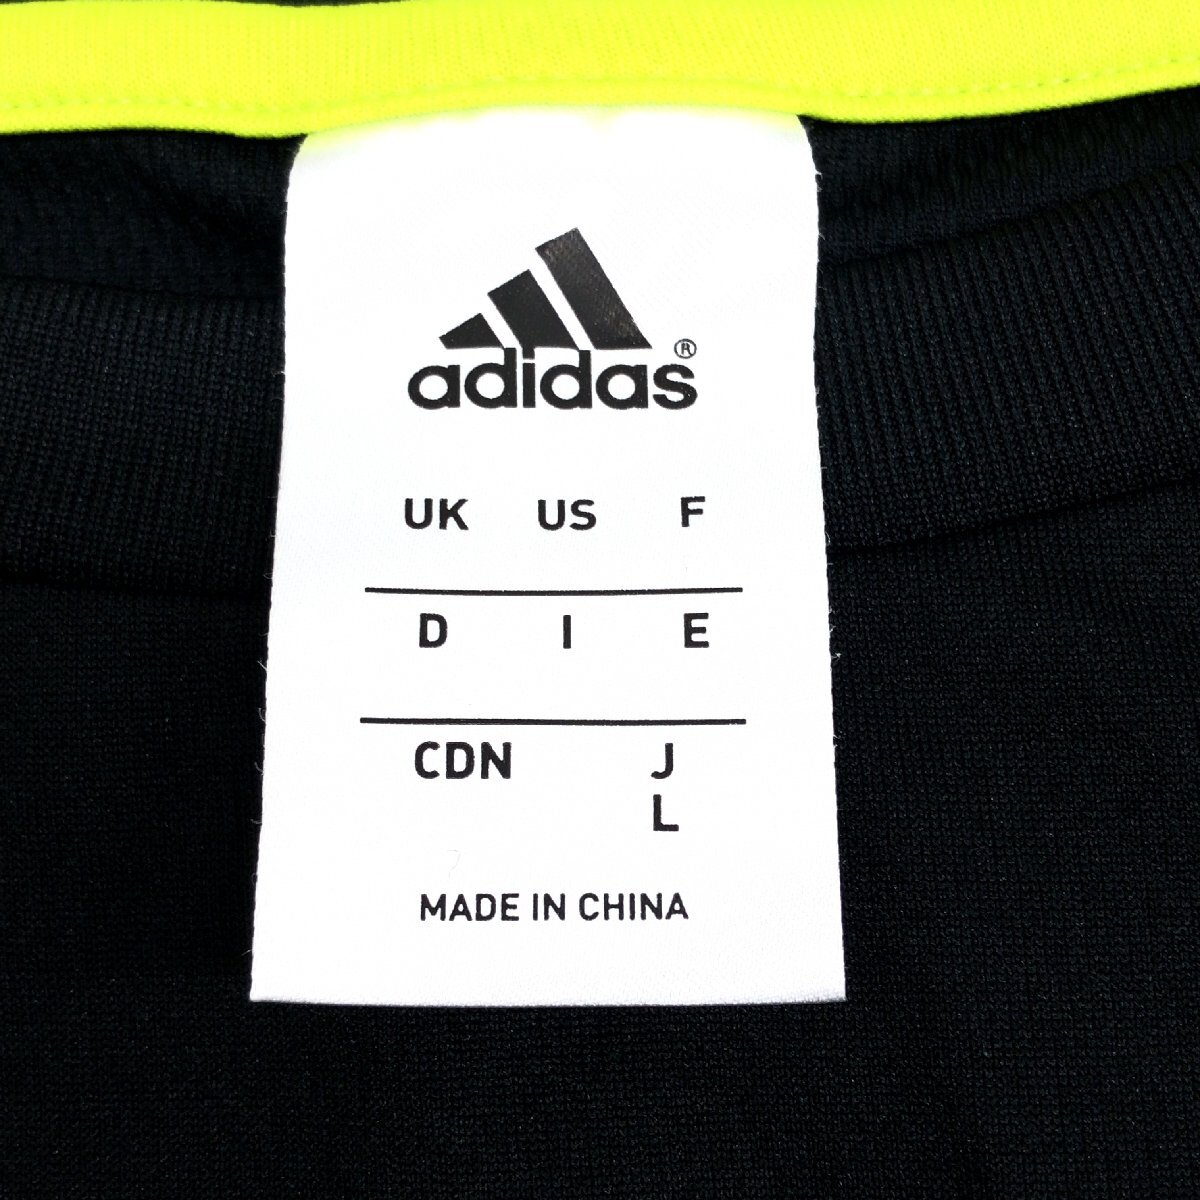 adidas®
UK US F
D I E
CDN J
L
MADE IN CHINA